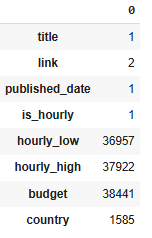 0
title 1
link 2
published_date 1
is_hourly 1
hourly_low 36957
hourly_high 37922
budget 38441
country 1585